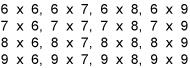 6 x 6, 6 x 7, 6 x 8, 6 x 9
7 x 6, 7 x 7, 7 x 8, 7 x 9
8 x 6, 8 x 7, 8 x 8, 8 x 9
9 x 6, 9 x 7, 9 x 8, 9 x 9